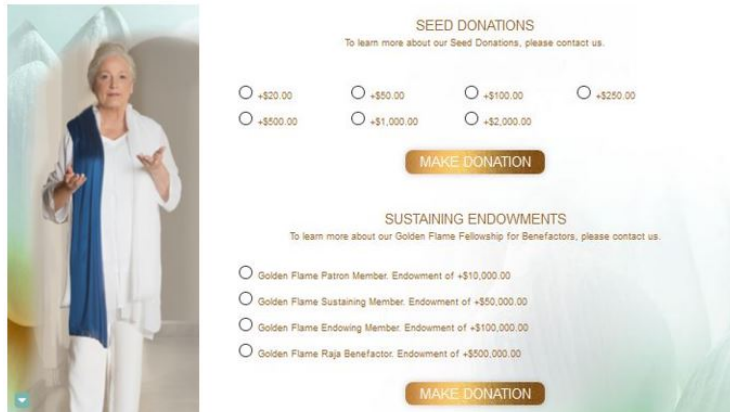 SEED DONATIONS
To learn more about our Seed Donations, please contact us.
+$20.00 +$50.00 +$100.00 +$250.00
+$500.00 +$1,000.00 +$2,000.00
MAKE DONATION
SUSTAINING ENDOWMENTS
To learn more about our Golden Flame Fellowship for Benefactors, please contact us.
Golden Flame Patron Member. Endowment of +$10,000.00
Golden Flame Sustaining Member. Endowment of +$50,000.00
Golden Flame Endowing Member. Endowment of +$100,000.00
Golden Flame Raja Benefactor. Endowment of +$500,000.00
MAKE DONATION